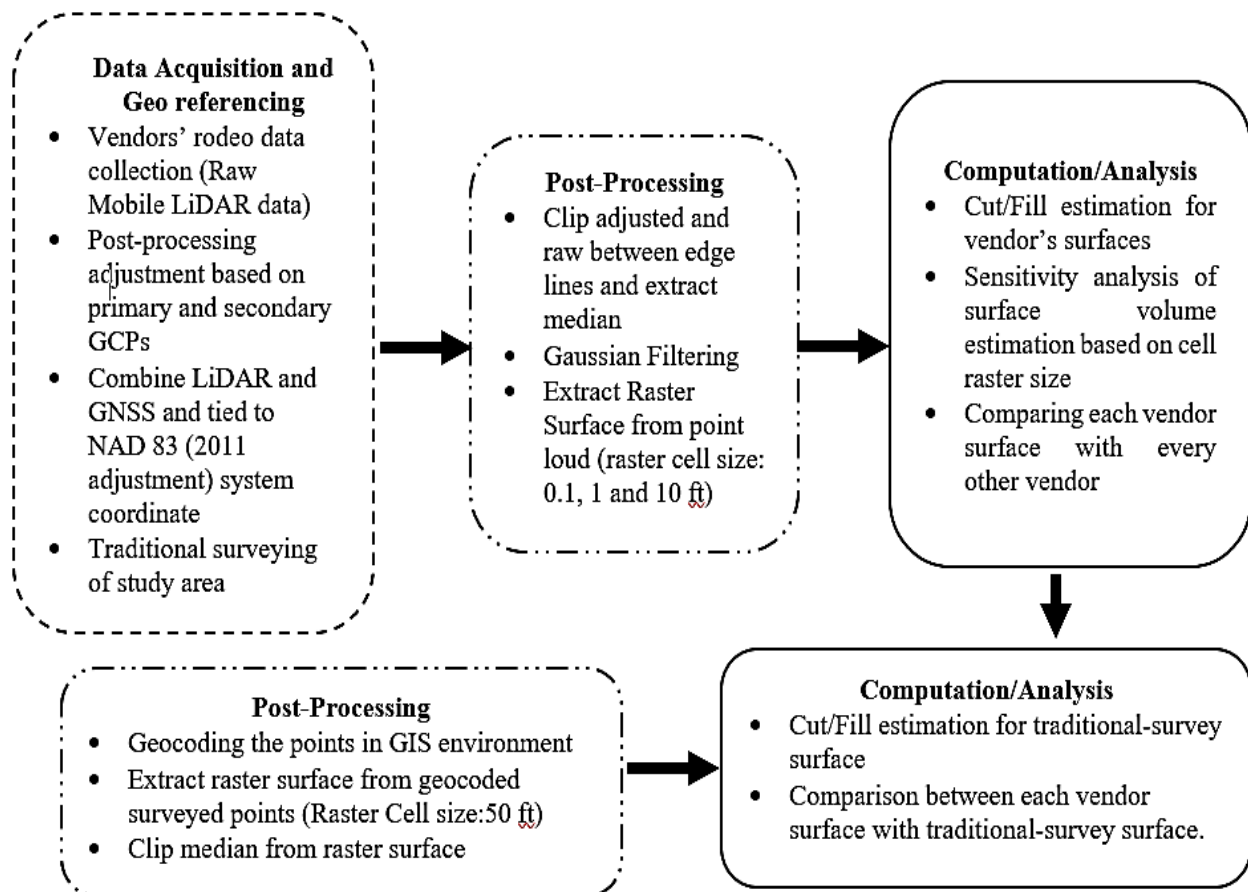 Data Acquisition and
Geo referencing
• Vendors' rodeo data
collection (Raw
Mobile LiDAR data)
• Post-processing
adjustment based on
primary and secondary
GCPs
• Combine LiDAR and
GNSS and tied to
NAD 83 (2011
adjustment) system
coordinate
• Traditional surveying
of study area
Post-Processing
• Clip adjusted and
raw between edge
lines and extract
median
• Gaussian Filtering
• Extract Raster
Surface from point
loud (raster cell size:
0.1, 1 and 10 ft)
Computation/Analysis
• Cut/Fill estimation for
vendor's surfaces
• Sensitivity analysis of
surface volume
estimation based on cell
raster size
• Comparing each vendor
surface with every
other vendor
Post-Processing
• Geocoding the points in GIS environment
• Extract raster surface from geocoded
surveyed points (Raster Cell size:50 ft)
• Clip median from raster surface
Computation/Analysis
• Cut/Fill estimation for traditional-survey
surface
• Comparison between each vendor
surface with traditional-survey surface.